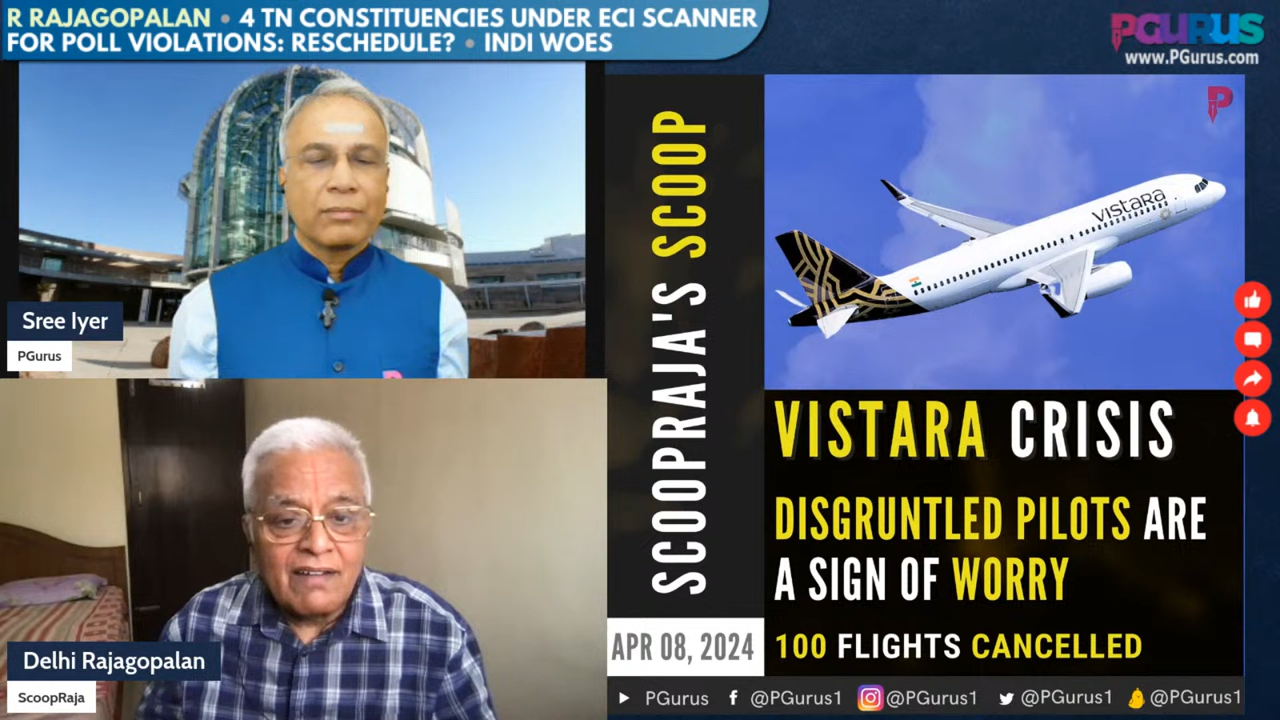 R RAJAGOPALAN • 4 TN CONSTITUENCIES UNDER ECI SCANNER
FOR POLL VIOLATIONS: RESCHEDULE? • INDI WOES
PGURUS
www.PGurus.com
Sree Iyer
PGurus
Delhi Rajagopalan
ScoopRaja
SCOOPRAJA'S SCOOP
APR 08, 2024
P
VISTARA
VISTARA CRISIS
DISGRUNTLED PILOTS ARE
A SIGN OF WORRY
100 FLIGHTS CANCELLED
PGurus @PGurus1 @PGurus1 @PGurus1 @PGurus1